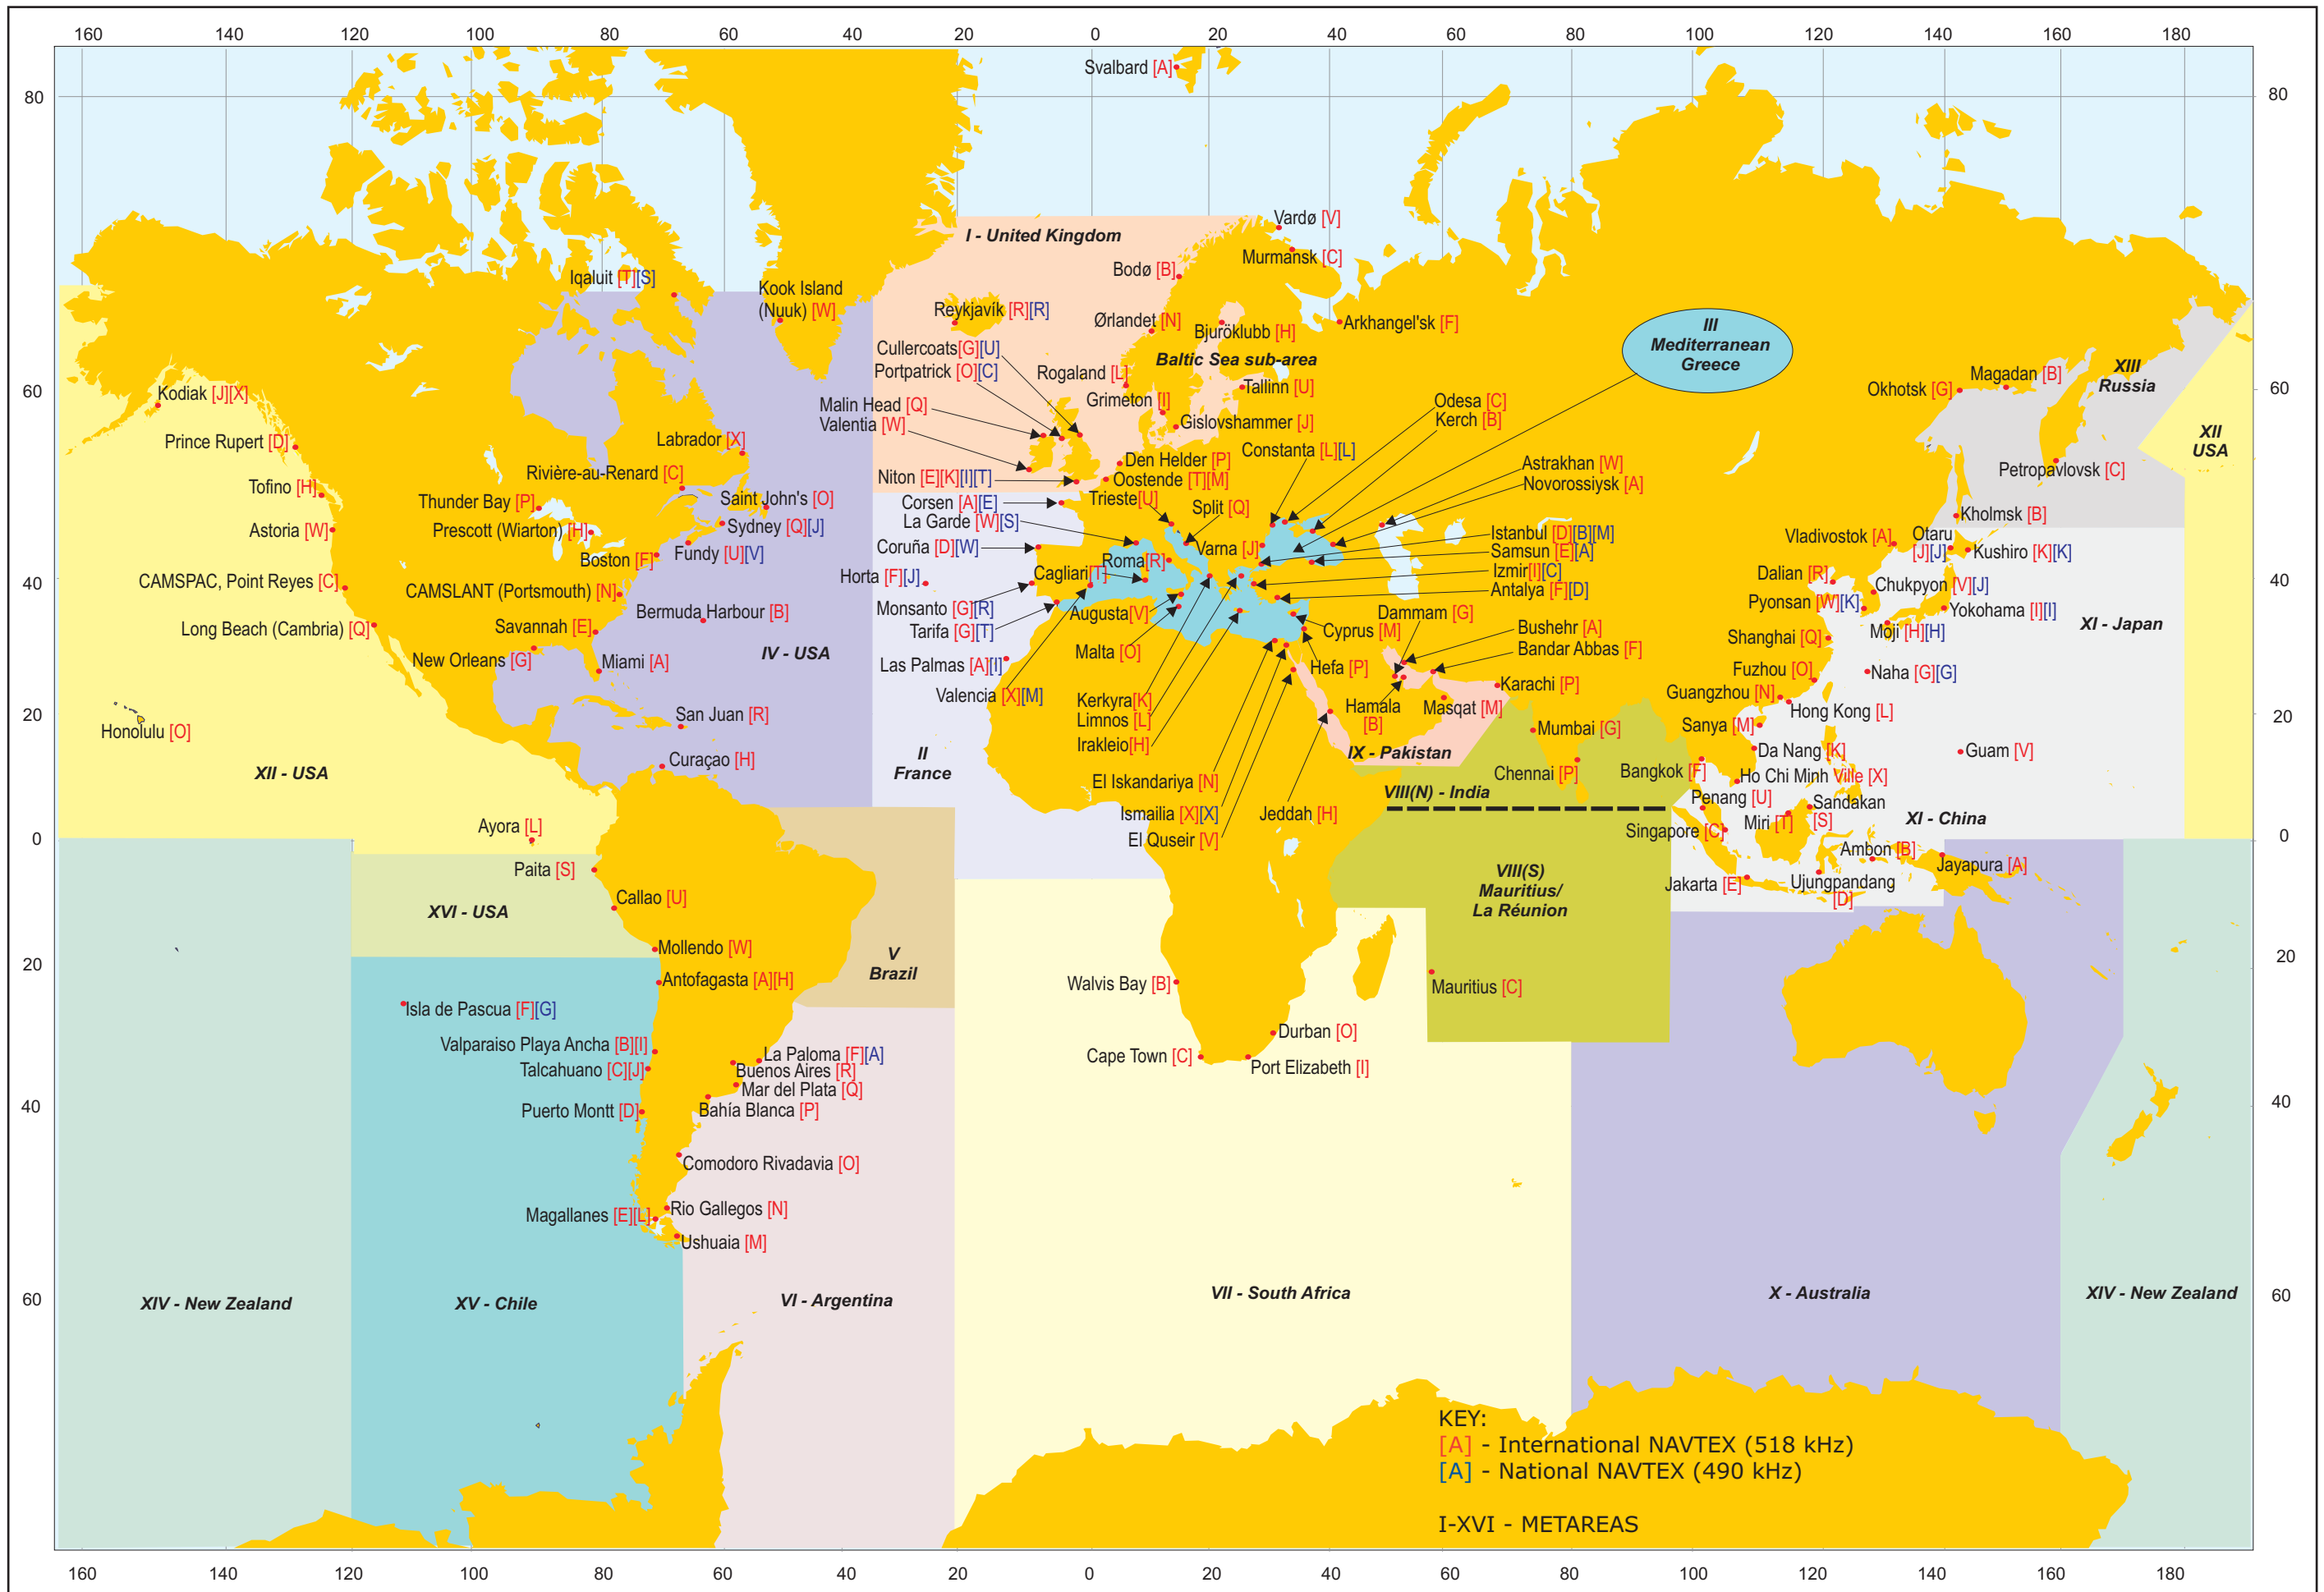 160 140 120 100 80 60 40 20 0 20 40 60 80 100 120 140 160 180
Svalbard [A]
80 80
Vardø [V]
I - United Kingdom
Murmansk [C]
Bodø [B]
Iqaluit [T][S]
Kook Island
(Nuuk) [W]
Reykjavík [R][R]
Ørlandet [N]
Bjuröklubb [H]
Arkhangel'sk [F]
III
Mediterranean
Greece
Cullercoats[G][U]
Baltic Sea sub-area
Portpatrick [O][C]
Rogaland [L]
XIII
Russia
Magadan [B]
Okhotsk [G]
Tallinn [U]
60 60
Kodiak [J][X]
Grimeton [I]
Malin Head [Q]
Odesa [C]
Kerch [B]
Valentia [W]
Gislovshammer [J]
Prince Rupert [D]
Labrador [X]
Constanta [L][L]
XII
USA
Den Helder [P]
Astrakhan [W]
Petropavlovsk [C]
Rivière-au-Renard [C]
Niton [E][K][I][T]
Oostende [T][M]
Novorossiysk [A]
Tofino [H]
Thunder Bay [P]
Saint John's [O]
Corsen [A][E]
Trieste[U]
Split [Q]
Kholmsk [B]
Astoria [W]
Prescott (Wiarton) [H]
Sydney [Q][J]
La Garde [W][S]
Istanbul [D][B][M]
Vladivostok [A]
Otaru
[J][J]
Kushiro [K][K]
Boston [F]
Fundy [U][V]
Coruña [D][W]
Roma[R]
Varna [J]
Samsun [E][A]
Izmir[I][C]
Horta [F][J]
Cagliari[T]
Dalian [R]
40 40
CAMSPAC, Point Reyes [C]
CAMSLANT (Portsmouth) [N]
Antalya [F][D]
Chukpyon [V][J]
Pyonsan [W][K]
Bermuda Harbour [B]
Monsanto [G][R]
Augusta[V]
Dammam [G]
Yokohama [I][I]
Long Beach (Cambria) [Q]
Savannah [E]
Tarifa [G][T]
Cyprus [M]
Bushehr [A]
Moji [H][H]
XI - Japan
Shanghai [Q]
Malta [O]
Bandar Abbas [F]
New Orleans [G]
Miami [A]
IV - USA
Las Palmas [A][I]
Hefa [P]
Fuzhou [O]
Naha [G][G]
Karachi [P]
Valencia [X][M]
Guangzhou [N]
Kerkyra[K]
Hamala
[B]
Masqat [M]
Hong Kong [L]
San Juan [R]
Limnos [L]
20 20
Honolulu [O]
Sanya [M]
Mumbai [G]
Irakleio[H]
IX - Pakistan
Da Nang [K]
Guam [V]
II
France
Curaçao [H]
XII - USA
Chennai [P]
Bangkok [F]
Ho Chi Minh Ville [X]
El Iskandariya [N]
VIII(N) - India
Penang [U]
Sandakan
[S]
Ismailia [X][X]
Jeddah [H]
Miri [T]
XI - China
Ayora [L]
Singapore [C]
0 0
El Quseir [V]
Ambon [B]
Jayapura [A]
Paita [S]
VIII(S)
Mauritius/
La Réunion
Jakarta [E]
Ujungpandang
[D]
Callao [U]
XVI - USA
Mollendo [W]
V
Brazil
20 20
Antofagasta [A][H]
Walvis Bay [B]
Mauritius [C]
Isla de Pascua [F][G]
Durban [O]
Valparaiso Playa Ancha [B][I]
La Paloma [F][A]
Cape Town [C]
Port Elizabeth [I]
Talcahuano [C][J]
Buenos Aires [R]
Mar del Plata [Q]
40 40
Puerto Montt [D]
Bahía Blanca [P]
Comodoro Rivadavia [O]
Rio Gallegos [N]
Magallanes [E][L]
Ushuaia [M]
60 60
XIV - New Zealand
XV - Chile
VI - Argentina
VII - South Africa
X - Australia
XIV - New Zealand
KEY:
[A] - International NAVTEX (518 kHz)
[A] - National NAVTEX (490 kHz)
I-XVI - METAREAS
160 140 120 100 80 60 40 20 0 20 40 60 80 100 120 140 160 180